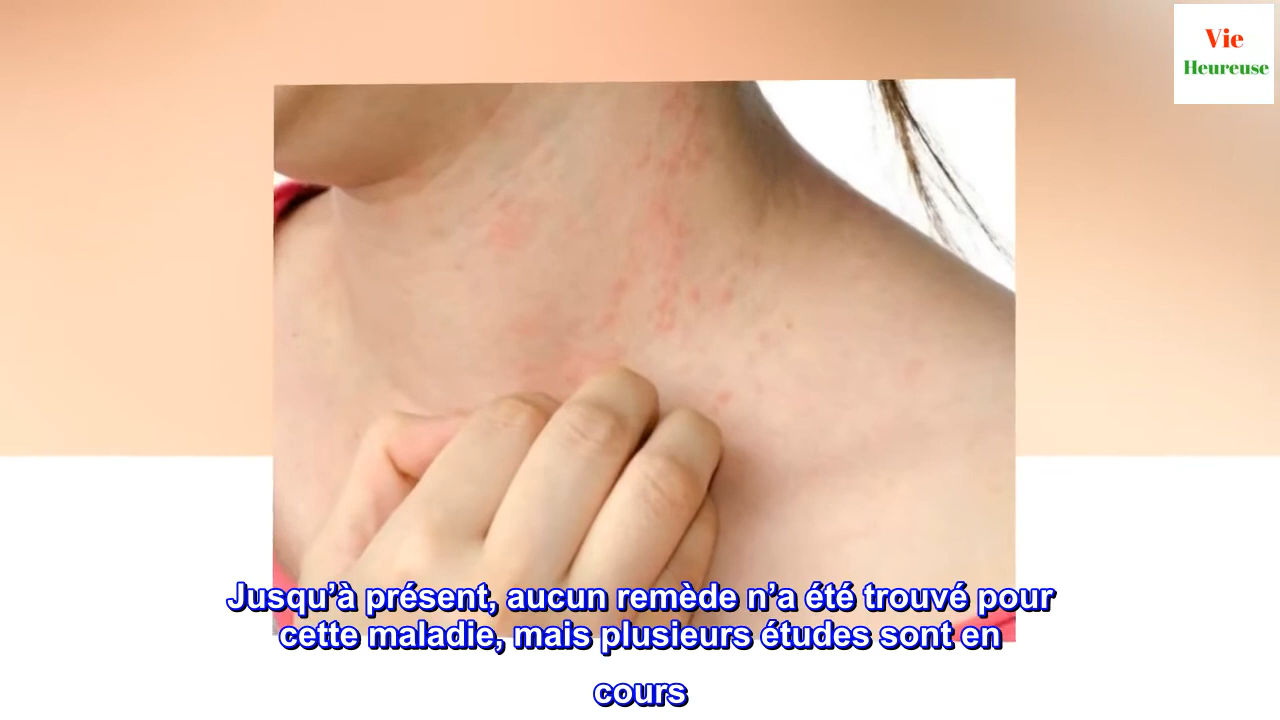 Vie
Heureuse
Jusqu’à présent, aucun remède n’a été trouvé pour
cette maladie, mais plusieurs études sont en
cours